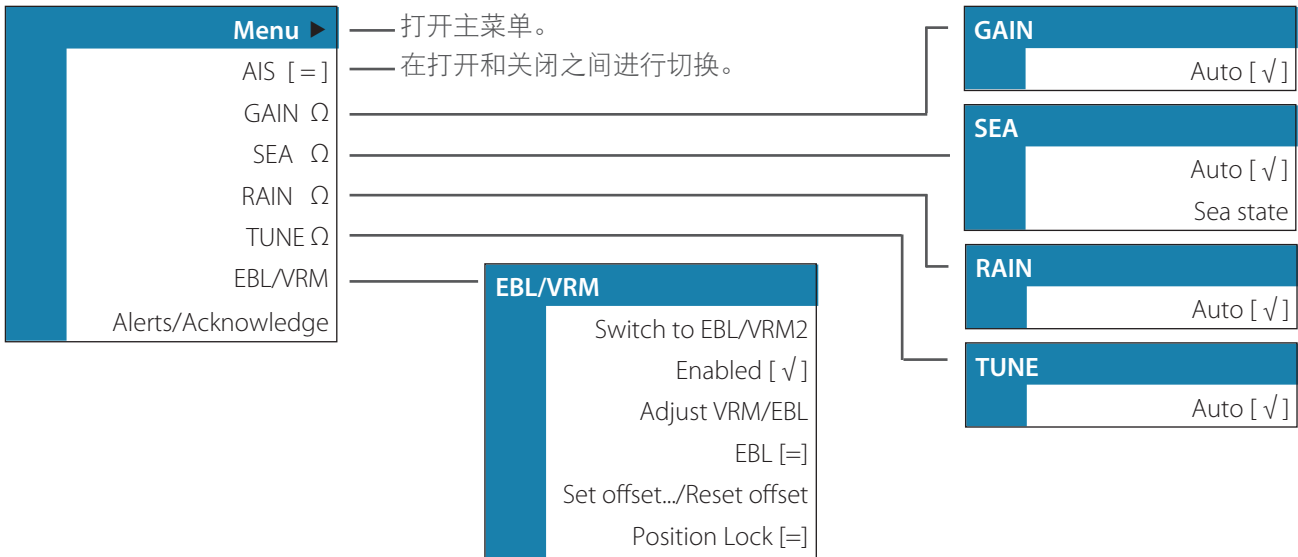 Menu ▶
打开主菜单。
AIS [ = ]
在打开和关闭之间进行切换。
GAIN Ω
SEA Ω
RAIN Ω
TUNE Ω
EBL/VRM
Alerts/Acknowledge
EBL/VRM
Switch to EBL/VRM2
Enabled [ √ ]
Adjust VRM/EBL
EBL [=]
Set offset.../Reset offset
Position Lock [=]
GAIN
Auto [ √ ]
SEA
Auto [ √ ]
Sea state
RAIN
Auto [ √ ]
TUNE
Auto [ √ ]